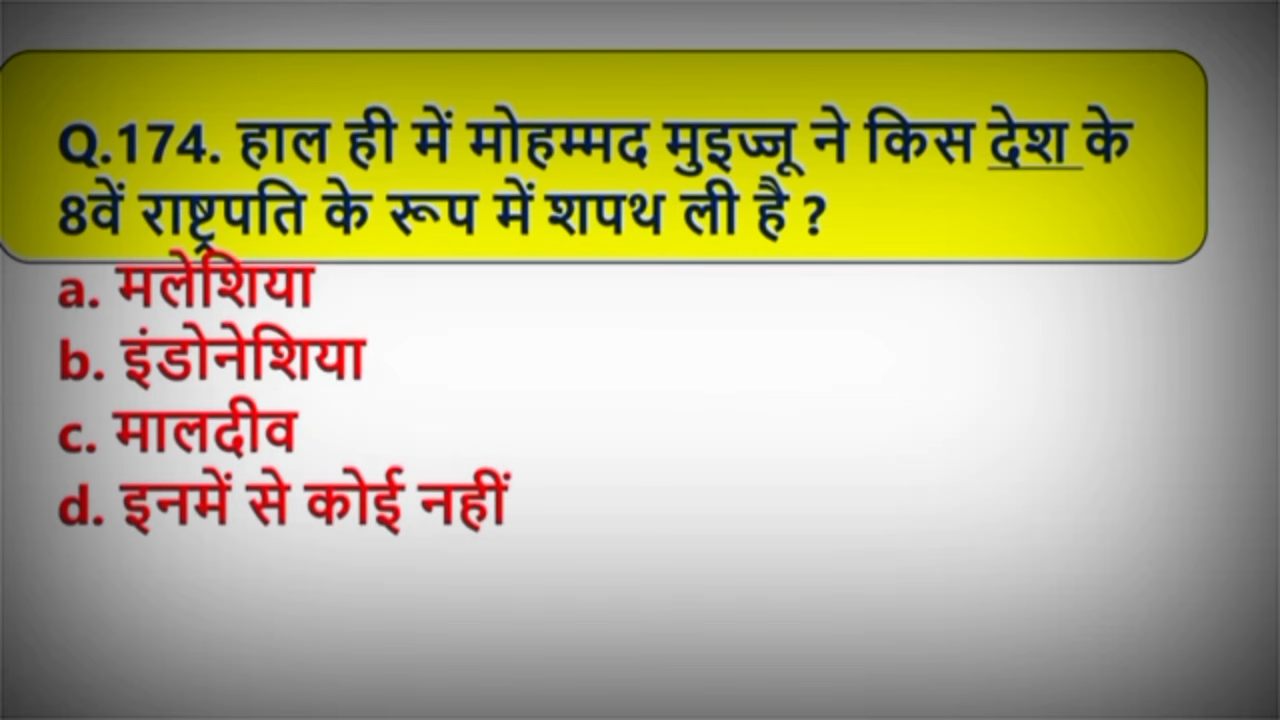 Q.174. हाल ही में मोहम्मद मुइज्जू ने किस देश के
8वें राष्ट्रपति के रूप में शपथ ली है ?
a. मलेशिया
b. इंडोनेशिया
c. मालदीव
d. इनमें से कोई नहीं